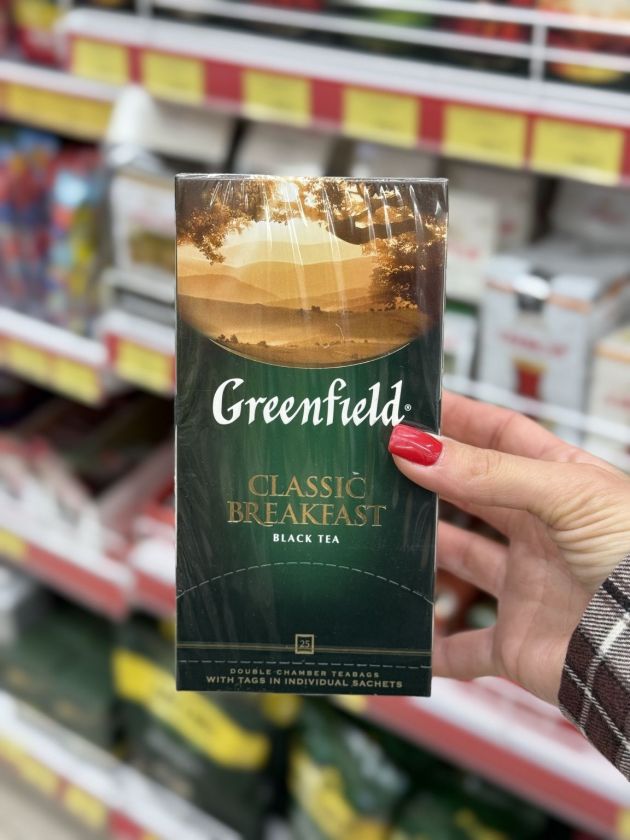 Greenfield®
CLASSIC
BREAKFAST
BLACK TEA
25
DOUBLE CHAMBER TEABAGS
WITH TAGS IN INDIVIDUAL SACHETS